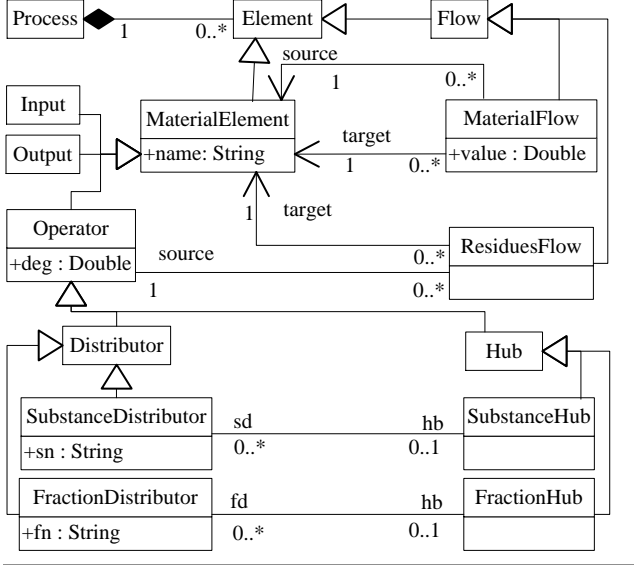 Process
Element
Flow
1
0..*
source
1
0..*
Input
MaterialElement
MaterialFlow
+name: String
target
+value : Double
Output
1
0..*
1
target
Operator
ResiduesFlow
+deg : Double
source
0..*
1
0..*
Distributor
Hub
SubstanceDistributor
sd
hb
SubstanceHub
+sn : String
0..*
0..1
FractionDistributor
fd
hb
FractionHub
+fn : String
0..*
0..1